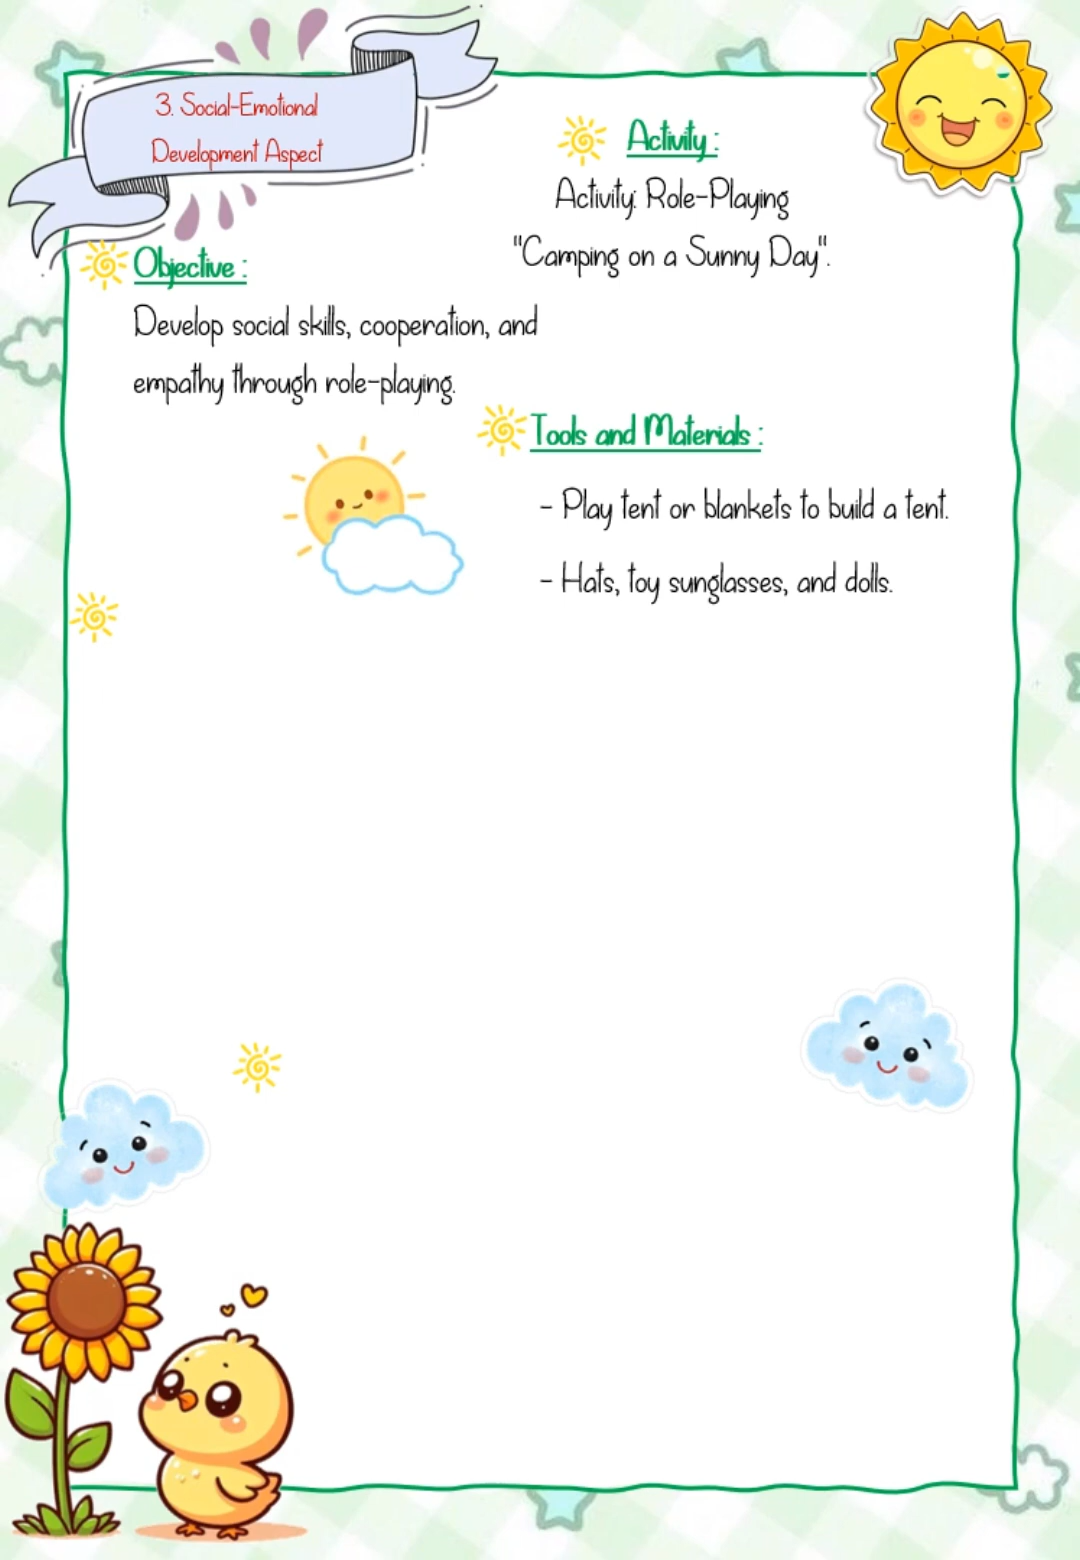 3. Social-Emotional
Development Aspect
Objective :
Develop social skills, cooperation, and
empathy through role-playing.
Activity :
Activity: Role-Playing
"Camping on a Sunny Day".
Tools and Materials :
- Play tent or blankets to build a tent.
- Hats, toy sunglasses, and dolls.